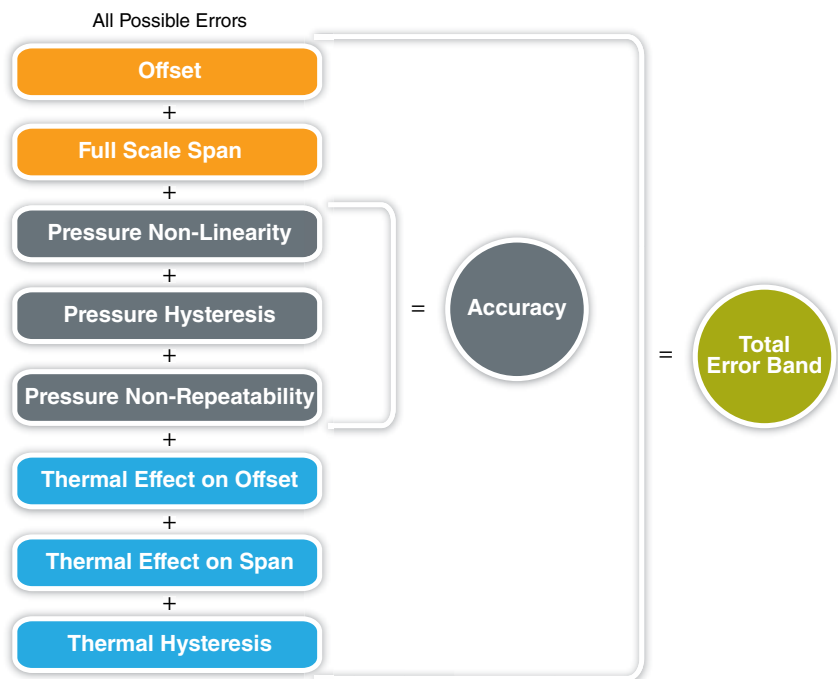 All Possible Errors
Offset
+
Full Scale Span
+
Pressure Non-Linearity
+
Pressure Hysteresis
+
Pressure Non-Repeatability
+
Thermal Effect on Offset
+
Thermal Effect on Span
+
Thermal Hysteresis
=
Accuracy
=
Total
Error Band